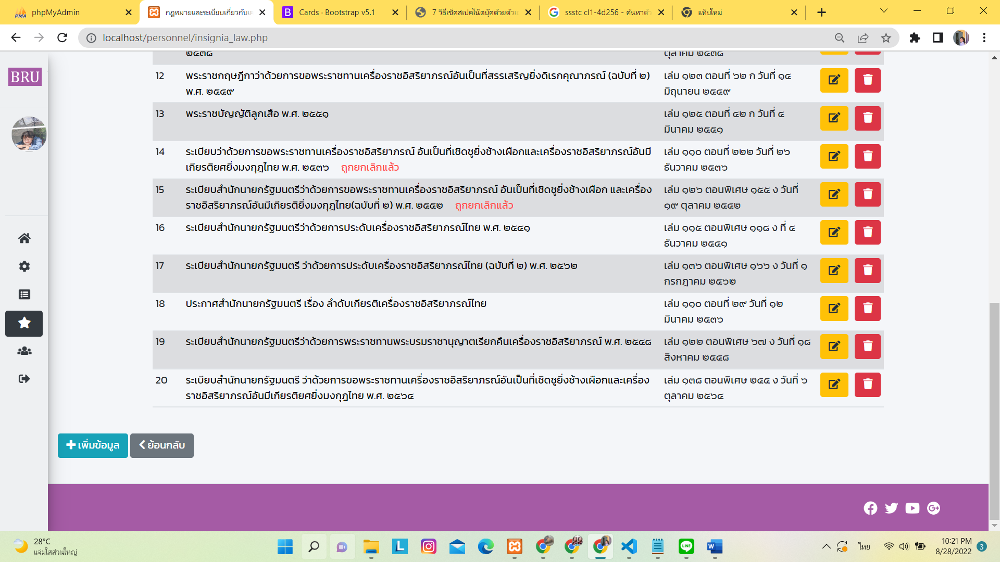 phpMyAdmin
กฎหมายและระเบียบเกี่ยวกับเค
Cards · Bootstrap v5.1
7 วิธีเช็คสเปคโน๊ตบุ๊คด้วยตัวเอ
ssstc cl1-4d256 - ค้นหาด้ว
แท็บใหม่
localhost/personnel/insignia_law.php
BRU
๒๕๓๘
ตุลาคม ๒๕๓๘
12 พระราชกฤษฎีกาว่าด้วยการขอพระราชทานเครื่องราชอิสริยาภรณ์อันเป็นที่สรรเสริญยิ่งดิเรกคุณาภรณ์ (ฉบับที่ ๒) เล่ม ๑๒๓ ตอนที่ ๖๒ ก วันที่ ๑๔
พ.ศ. ๒๕๔๙ มิถุนายน ๒๕๔๙
13 พระราชบัญญัติลูกเสือ พ.ศ. ๒๕๕๑ เล่ม ๑๒๕ ตอนที่ ๔๒ ก วันที่ ๔
มีนาคม ๒๕๕๑
14 ระเบียบว่าด้วยการขอพระราชทานเครื่องราชอิสริยาภรณ์ อันเป็นที่เชิดชูยิ่งช้างเผือกและเครื่องราชอิสริยาภรณ์อันมี เล่ม ๑๑๐ ตอนที่ ๒๒๒ วันที่ ๒๖
เกียรติยศยิ่งมงกุฎไทย พ.ศ. ๒๕๓๖ ถูกยกเลิกแล้ว ธันวาคม ๒๕๓๖
15 ระเบียบสำนักนายกรัฐมนตรีว่าด้วยการขอพระราชทานเครื่องราชอิสริยาภรณ์ อันเป็นที่เชิดชูยิ่งช้างเผือก และเครื่อง เล่ม ๑๒๖ ตอนพิเศษ ๑๕๕ ง วันที่
ราชอิสริยาภรณ์อันมีเกียรติยิ่งมงกุฎไทย(ฉบับที่ ๒) พ.ศ. ๒๕๕๒ ถูกยกเลิกแล้ว ๑๙ ตุลาคม ๒๕๔๒
16 ระเบียบสำนักนายกรัฐมนตรีว่าด้วยการประดับเครื่องราชอิสริยาภรณ์ไทย พ.ศ. ๒๕๔๑ เล่ม ๑๑๕ ตอนพิเศษ ๑๑๘ ง ที่ ๔
ธันวาคม ๒๕๔๑
17 ระเบียบสำนักนายกรัฐมนตรี ว่าด้วยการประดับเครื่องราชอิสริยาภรณ์ไทย (ฉบับที่ ๒) พ.ศ. ๒๕๖๒ เล่ม ๑๓๖ ตอนพิเศษ ๑๖๖ ง วันที่ ๑
กรกฎาคม ๒๕๖๒
18 ประกาศสำนักนายกรัฐมนตรี เรื่อง ลำดับเกียรติเครื่องราชอิสริยาภรณ์ไทย เล่ม ๑๑๐ ตอนที่ ๒๙ วันที่ ๑๒
มีนาคม ๒๕๓๖
19 ระเบียบสำนักนายกรัฐมนตรีว่าด้วยการพระราชทานพระบรมราชานุญาตเรียกคืนเครื่องราชอิสริยาภรณ์ พ.ศ. ๒๕๔๘ เล่ม ๑๒๒ ตอนพิเศษ ๖๗ ง วันที่ ๑๘
สิงหาคม ๒๕๔๘
20 ระเบียบสำนักนายกรัฐมนตรี ว่าด้วยการขอพระราชทานเครื่องราชอิสริยาภรณ์อันเป็นที่เชิดชูยิ่งช้างเผือกและเครื่อง เล่ม ๑๓๘ ตอนพิเศษ ๒๔๕ ง วันที่ ๖
ราชอิสริยาภรณ์อันมีเกียรติยศยิ่งมงกุฎไทย พ.ศ. ๒๕๖๔ ตุลาคม ๒๕๖๔
เพิ่มข้อมูล ย้อนกลับ
28°C
แจ่มใสส่วนใหญ่
ไทย
10:21 PM
8/28/2022
3